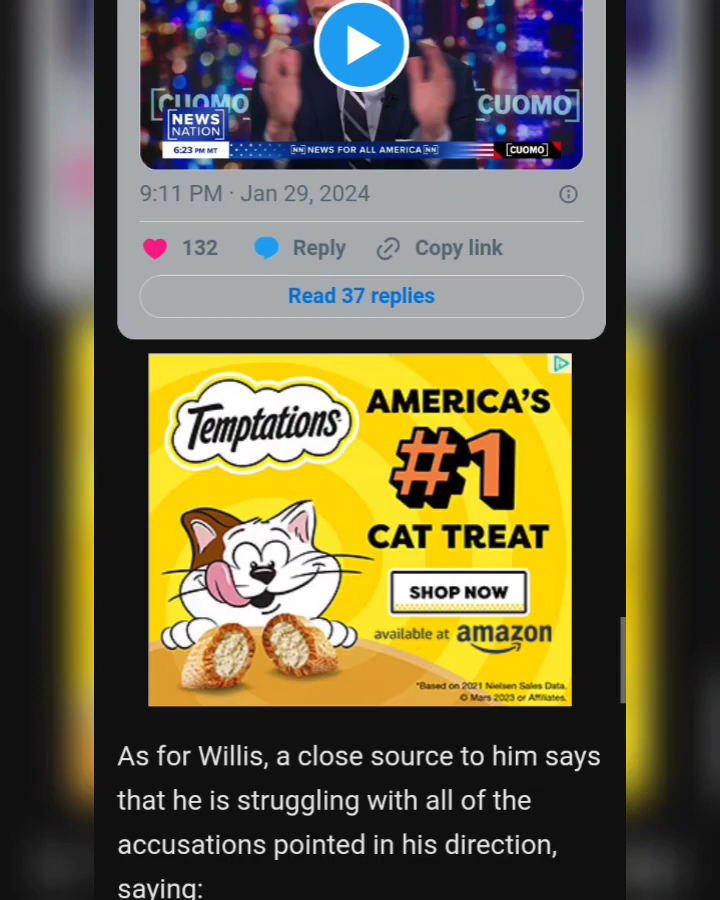 [CUOMO
CUOMO]
NEWS
NATION
6:23 PM MT
NN NEWS FOR ALL AMERICA NN
[CUOMO]
9:11 PM · Jan 29, 2024
132
Reply
Copy link
Read 37 replies
Temptations
AMERICA'S
#1
CAT TREAT
SHOP NOW
available at amazon
*Based on 2021 Nielsen Sales Data.
© Mars 2023 or Affiliates.
As for Willis, a close source to him says
that he is struggling with all of the
accusations pointed in his direction,
saying: